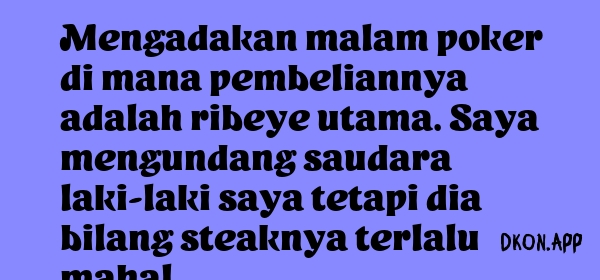 Mengadakan malam poker
di mana pembeliannya
adalah ribeye utama. Saya
mengundang saudara
laki-laki saya tetapi dia
bilang steaknya terlalu
mahal
DKON.APP